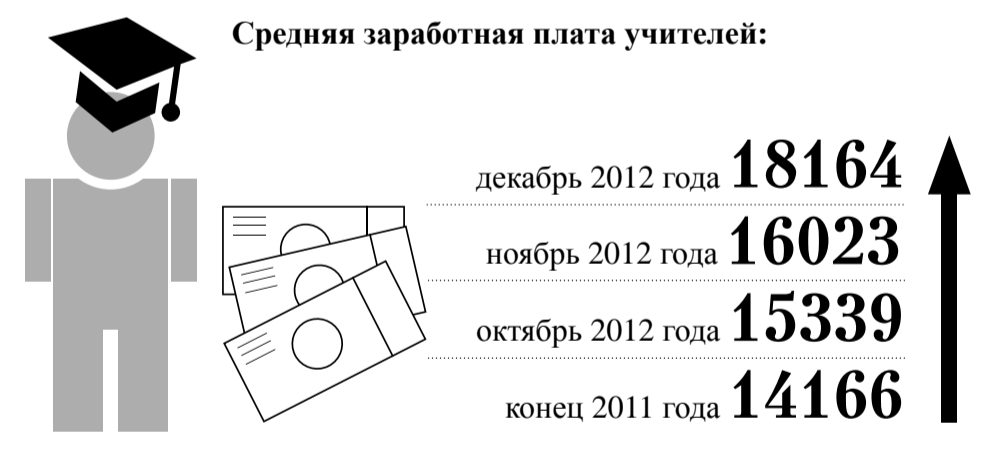 Средняя заработная плата учителей:
декабрь 2012 года 18164
ноябрь 2012 года 16023
октябрь 2012 года 15339
конец 2011 года 14166